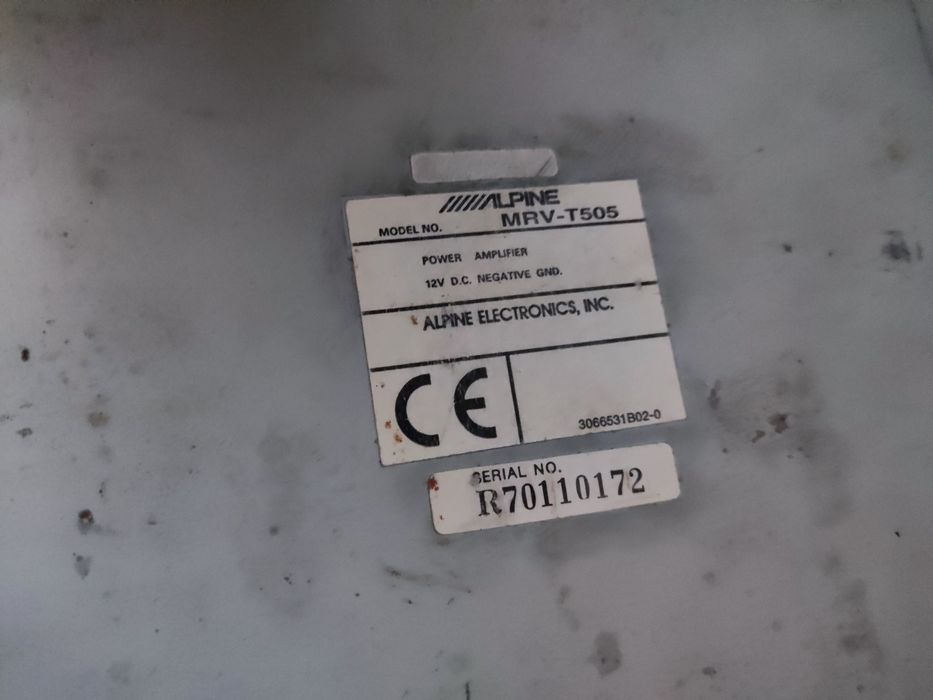 ALPINE
MODEL NO. MRV-T505
POWER AMPLIFIER
12V D.C. NEGATIVE GND.
ALPINE ELECTRONICS, INC.
CE
3066531B02-0
SERIAL NO.
R70110172